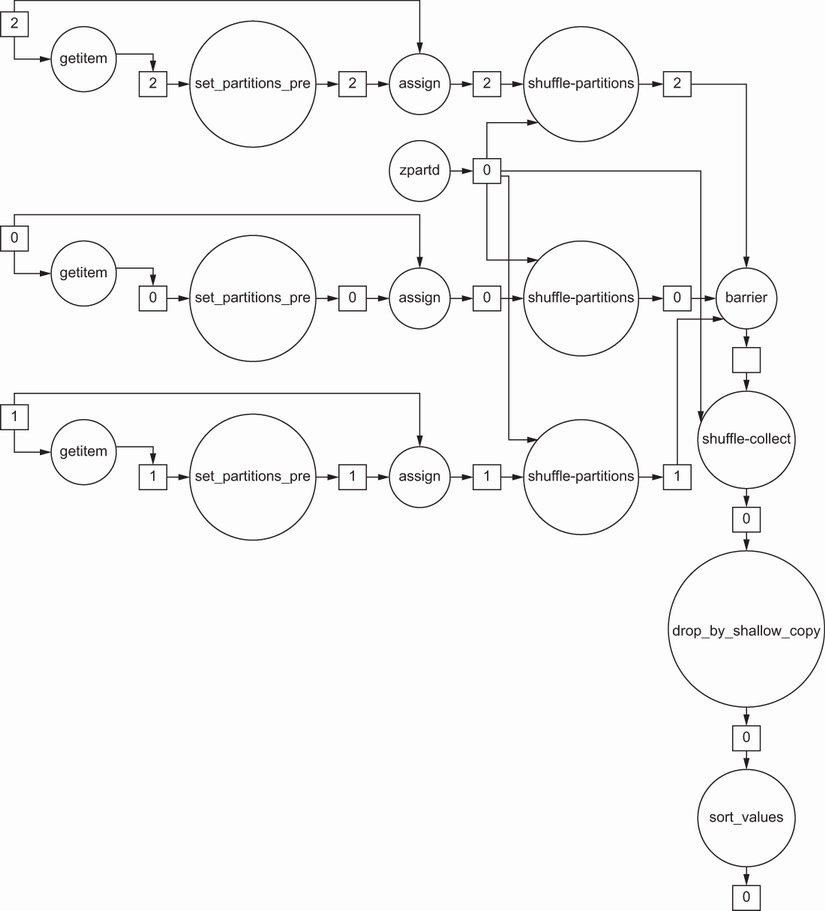 2
getitem
2
set_partitions_pre
2
assign
2
shuffle-partitions
2
zpartd
0
0
getitem
0
set_partitions_pre
0
assign
0
shuffle-partitions
0
barrier
1
getitem
1
set_partitions_pre
1
assign
1
shuffle-partitions
1
shuffle-collect
0
drop_by_shallow_copy
0
sort_values
0